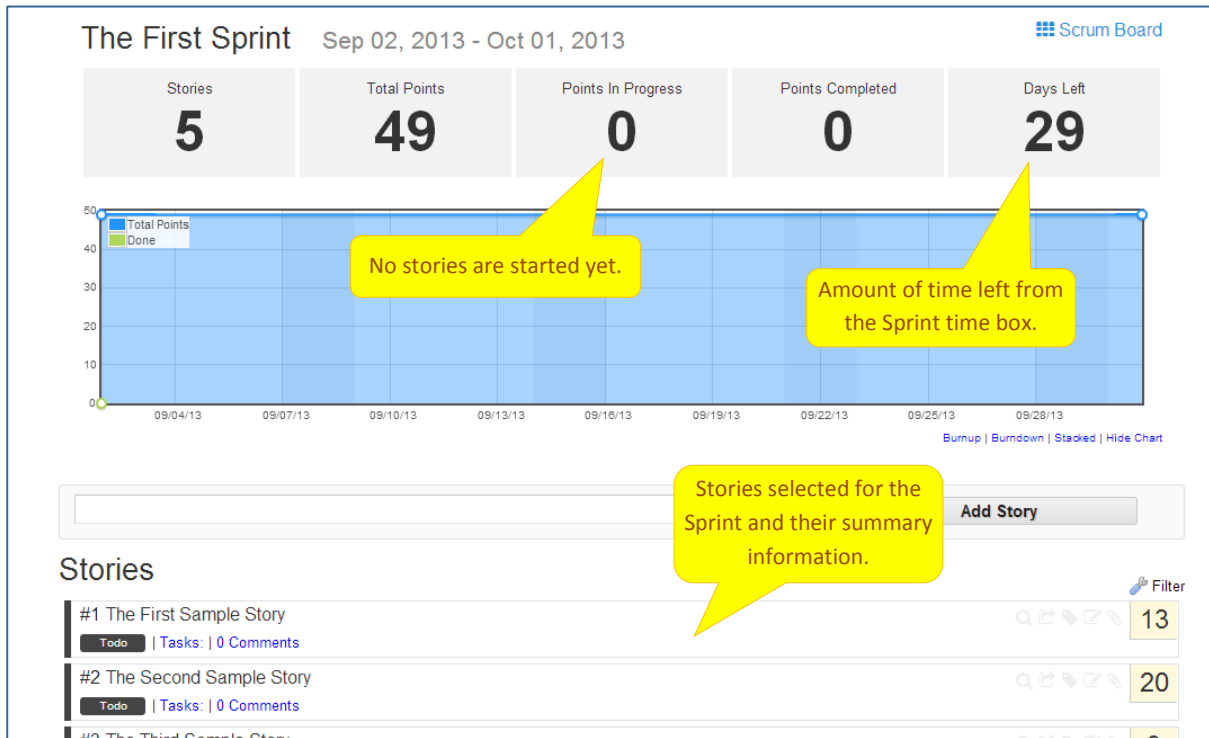 The First Sprint Sep 02, 2013 - Oct 01, 2013 Scrum Board
Stories Total Points Points In Progress Points Completed Days Left
5 49 0 0 29
50
Total Points
Done
40
No stories are started yet.
30
Amount of time left from
the Sprint time box.
20
10
0
09/04/13 09/07/13 09/10/13 09/13/13 09/16/13 09/19/13 09/22/13 09/25/13 09/28/13
Burnup | Burndown | Stacked | Hide Chart
Stories selected for the
Sprint and their summary
information.
Add Story
Stories
Filter
#1 The First Sample Story 13
Todo | Tasks: | 0 Comments
#2 The Second Sample Story 20
Todo | Tasks: | 0 Comments
#3 The Third Sample Story